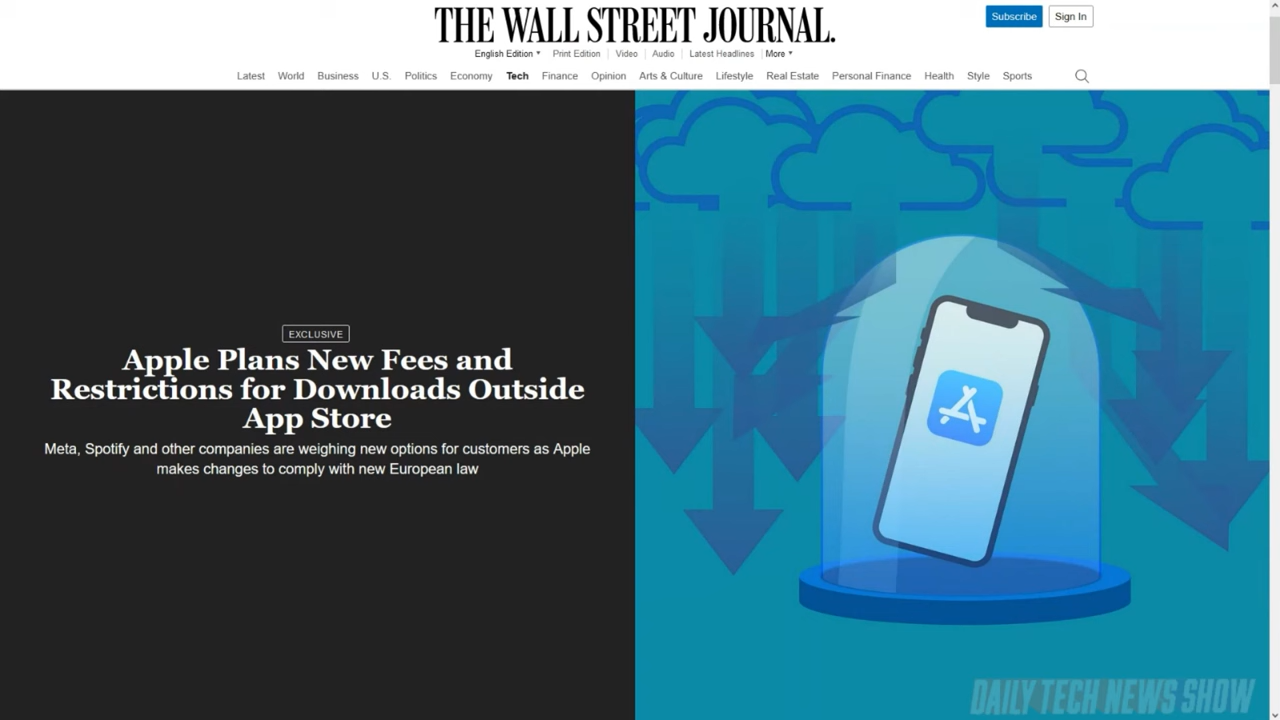 THE WALL STREET JOURNAL.
Subscribe
Sign In
English Edition
Print Edition
Video
Audio
Latest Headlines
More
Latest
World
Business
U.S.
Politics
Economy
Tech
Finance
Opinion
Arts & Culture
Lifestyle
Real Estate
Personal Finance
Health
Style
Sports
EXCLUSIVE
Apple Plans New Fees and
Restrictions for Downloads Outside
App Store
Meta, Spotify and other companies are weighing new options for customers as Apple
makes changes to comply with new European law
DAILY TECH NEWS SHOW